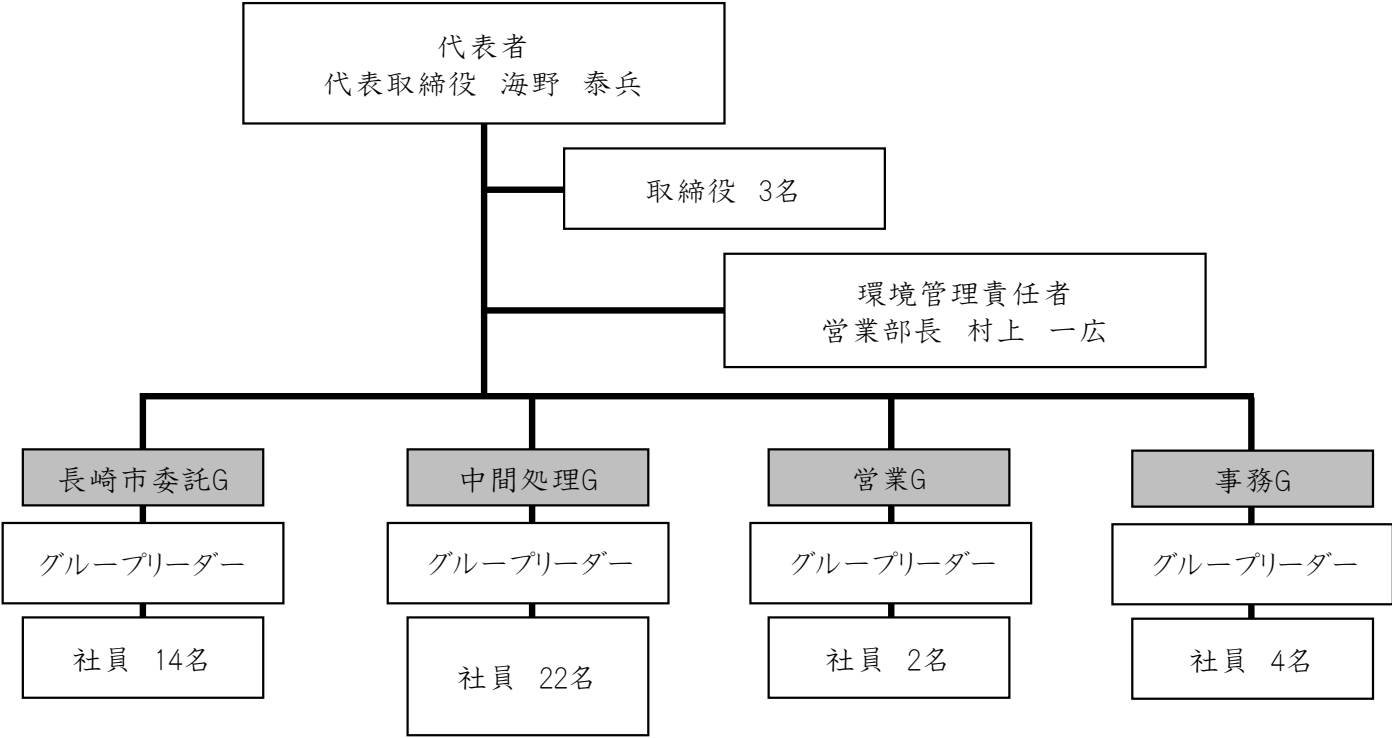 代表者
代表取締役 海野 泰兵
取締役 3名
環境管理責任者
営業部長 村上 一広
長崎市委託G
中間処理G
営業G
事務G
グループリーダー
グループリーダー
グループリーダー
グループリーダー
社員 14名
社員 22名
社員 2名
社員 4名